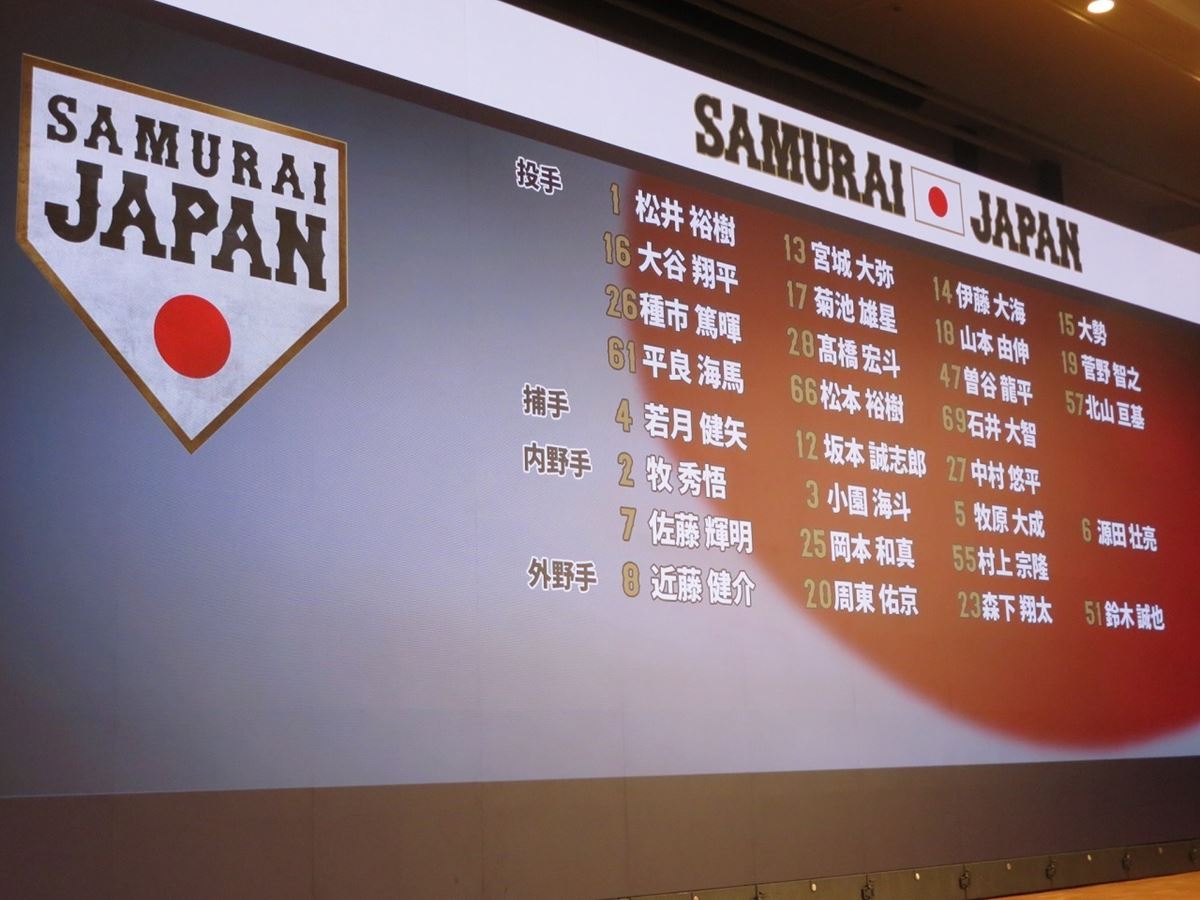 SAMURAI
JAPAN
SAMURAI JAPAN
投手
1 松井 裕樹 13 宮城 大弥 14 伊藤 大海 15 大勢
16 大谷 翔平 17 菊池 雄星 18 山本 由伸 19 菅野 智之
26 種市 篤暉 28 髙橋 宏斗 47 曽谷 龍平 57 北山 亘基
61 平良 海馬 66 松本 裕樹 69 石井 大智
捕手
4 若月 健矢 12 坂本 誠志郎 27 中村 悠平
内野手
2 牧 秀悟 3 小園 海斗 5 牧原 大成 6 源田 壮亮
7 佐藤 輝明 25 岡本 和真 55 村上 宗隆
外野手
8 近藤 健介 20 周東 佑京 23 森下 翔太 51 鈴木 誠也